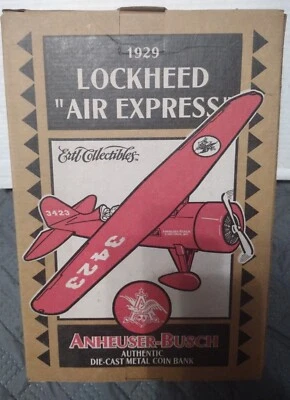 1929
LOCKHEED
"AIR EXPRESS"
Ertl Collectibles
3423
3423
ANHEUSER-BUSCH
AUTHENTIC
DIE-CAST METAL COIN BANK